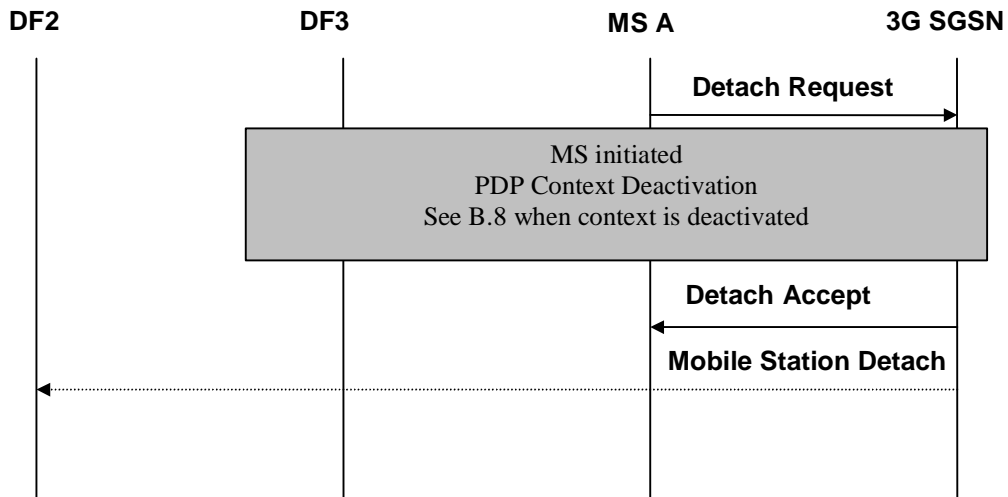 DF2 DF3 MS A 3G SGSN
Detach Request
MS initiated
PDP Context Deactivation
See B.8 when context is deactivated
Detach Accept
Mobile Station Detach